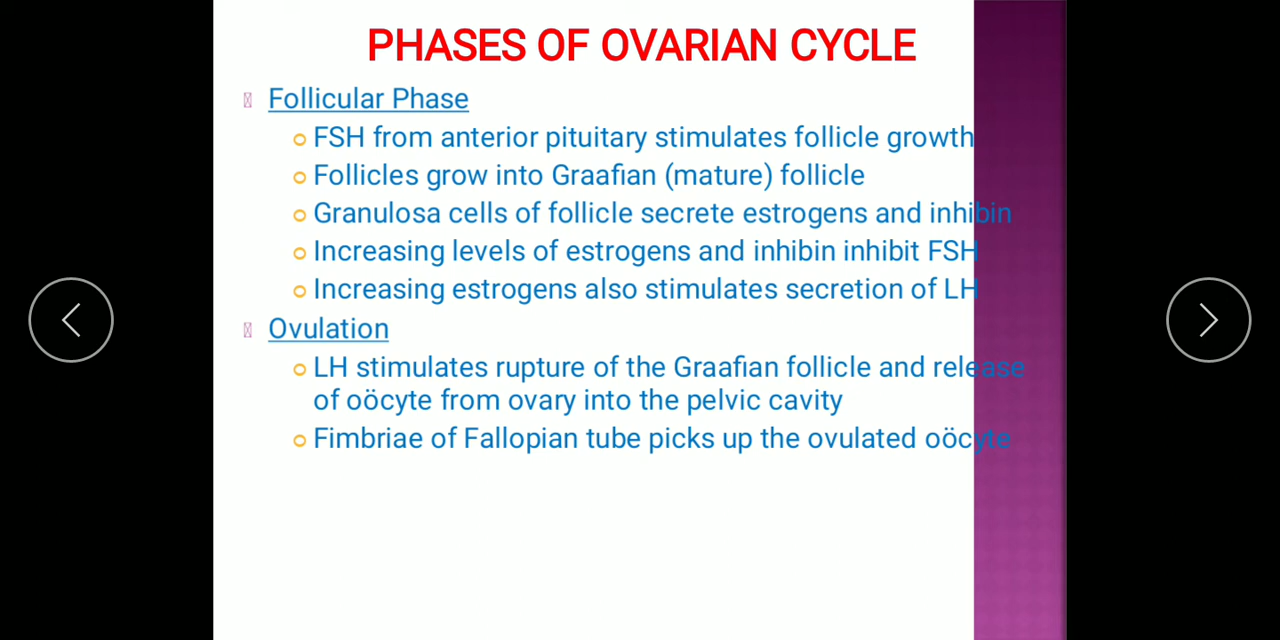 PHASES OF OVARIAN CYCLE
Follicular Phase
FSH from anterior pituitary stimulates follicle growth
Follicles grow into Graafian (mature) follicle
Granulosa cells of follicle secrete estrogens and inhibin
Increasing levels of estrogens and inhibin inhibit FSH
Increasing estrogens also stimulates secretion of LH
Ovulation
LH stimulates rupture of the Graafian follicle and release
of oöcyte from ovary into the pelvic cavity
Fimbriae of Fallopian tube picks up the ovulated oöcyte